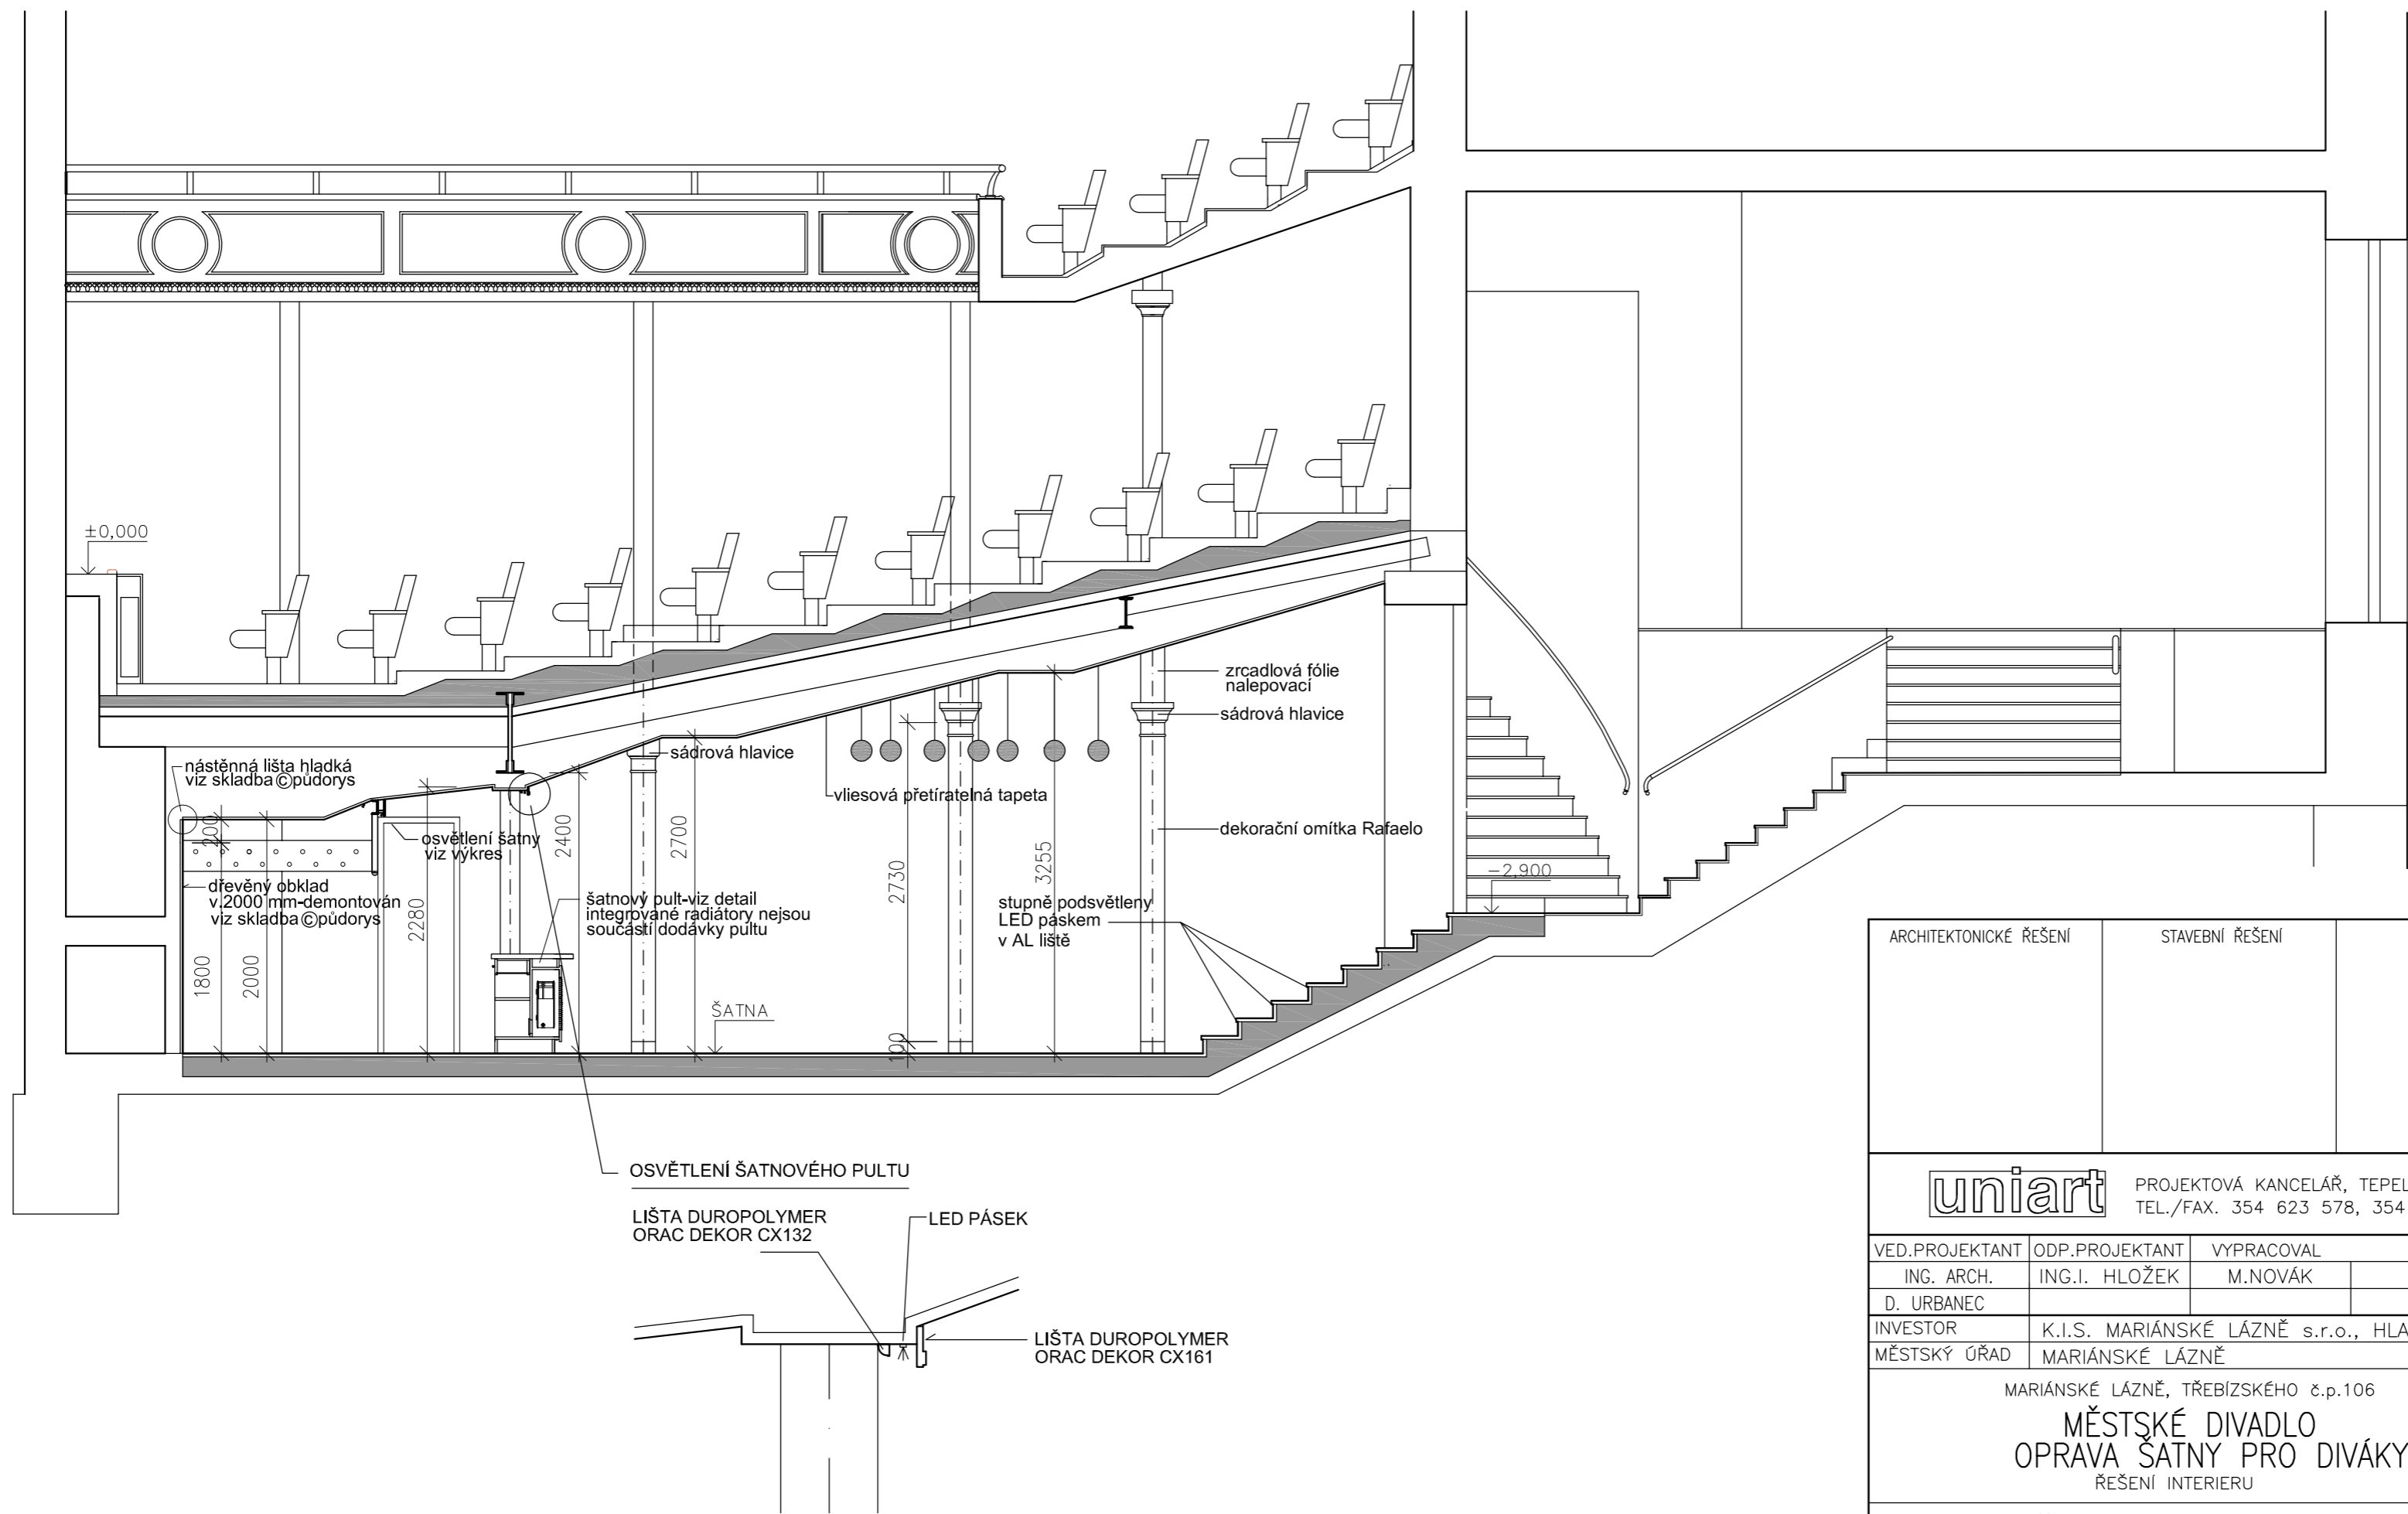 ±0,000
zrcadlová fólie
nalepovací
sádrová hlavice
sádrová hlavice
nástěnná lišta hladká
viz skladba©půdorys
vliesová přetíratelná tapeta
dekorační omítka Rafaelo
osvětlení šatny
viz výkres
200
2400
2700
2730
3255
-2,900
dřevěný obklad
v.2000 mm-demontován
viz skladba©půdorys
2280
šatnový pult-viz detail
integrované radiátory nejsou
součástí dodávky pultu
stupně podsvětleny
LED páskem
v AL liště
1800
2000
ŠATNA
100
OSVĚTLENÍ ŠATNOVÉHO PULTU
LIŠTA DUROPOLYMER
ORAC DEKOR CX132
LED PÁSEK
LIŠTA DUROPOLYMER
ORAC DEKOR CX161
ARCHITEKTONICKÉ ŘEŠENÍ STAVEBNÍ ŘEŠENÍ
uniart
PROJEKTOVÁ KANCELÁŘ, TEPEL
TEL./FAX. 354 623 578, 354
VED.PROJEKTANT ODP.PROJEKTANT VYPRACOVAL
ING. ARCH. ING.I. HLOŽEK M.NOVÁK
D. URBANEC
INVESTOR K.I.S. MARIÁNSKÉ LÁZNĚ s.r.o., HLA
MĚSTSKÝ ÚŘAD MARIÁNSKÉ LÁZNĚ
MARIÁNSKÉ LÁZNĚ, TŘEBÍZSKÉHO č.p.106
MĚSTSKÉ DIVADLO
OPRAVA ŠATNY PRO DIVÁKY
ŘEŠENÍ INTERIERU